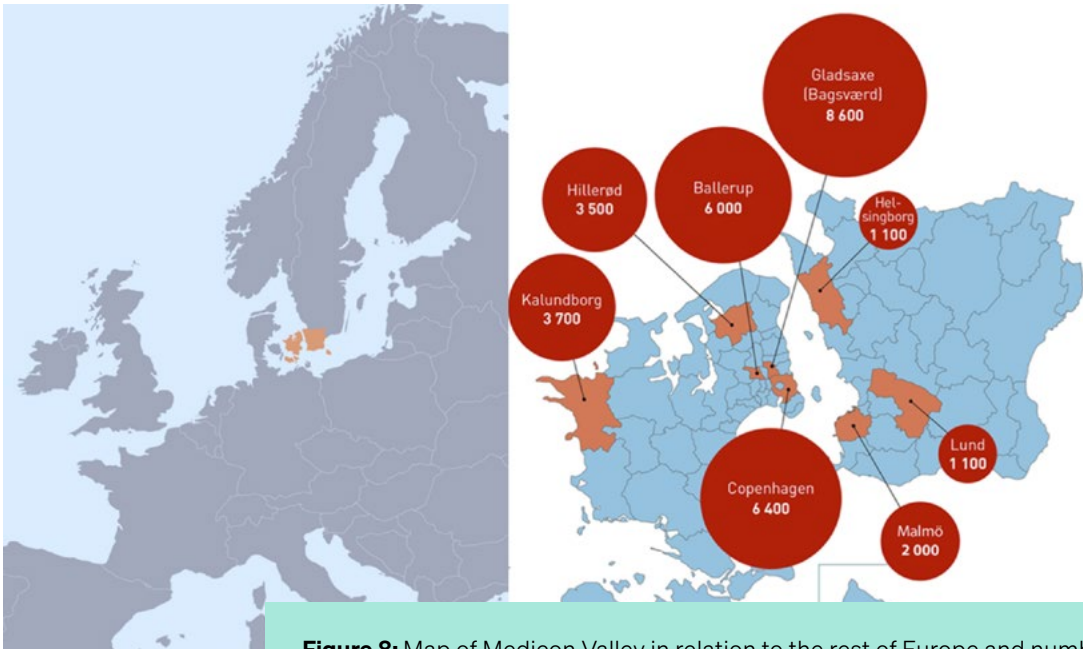 Gladsaxe
(Bagsværd)
8 600
Hillerød
3 500
Ballerup
6 000
Hel-
singborg
1 100
Kalundborg
3 700
Copenhagen
6 400
Lund
1 100
Malmö
2 000
Figure 8: Map of Medicon Valley in relation to the rest of Europe and